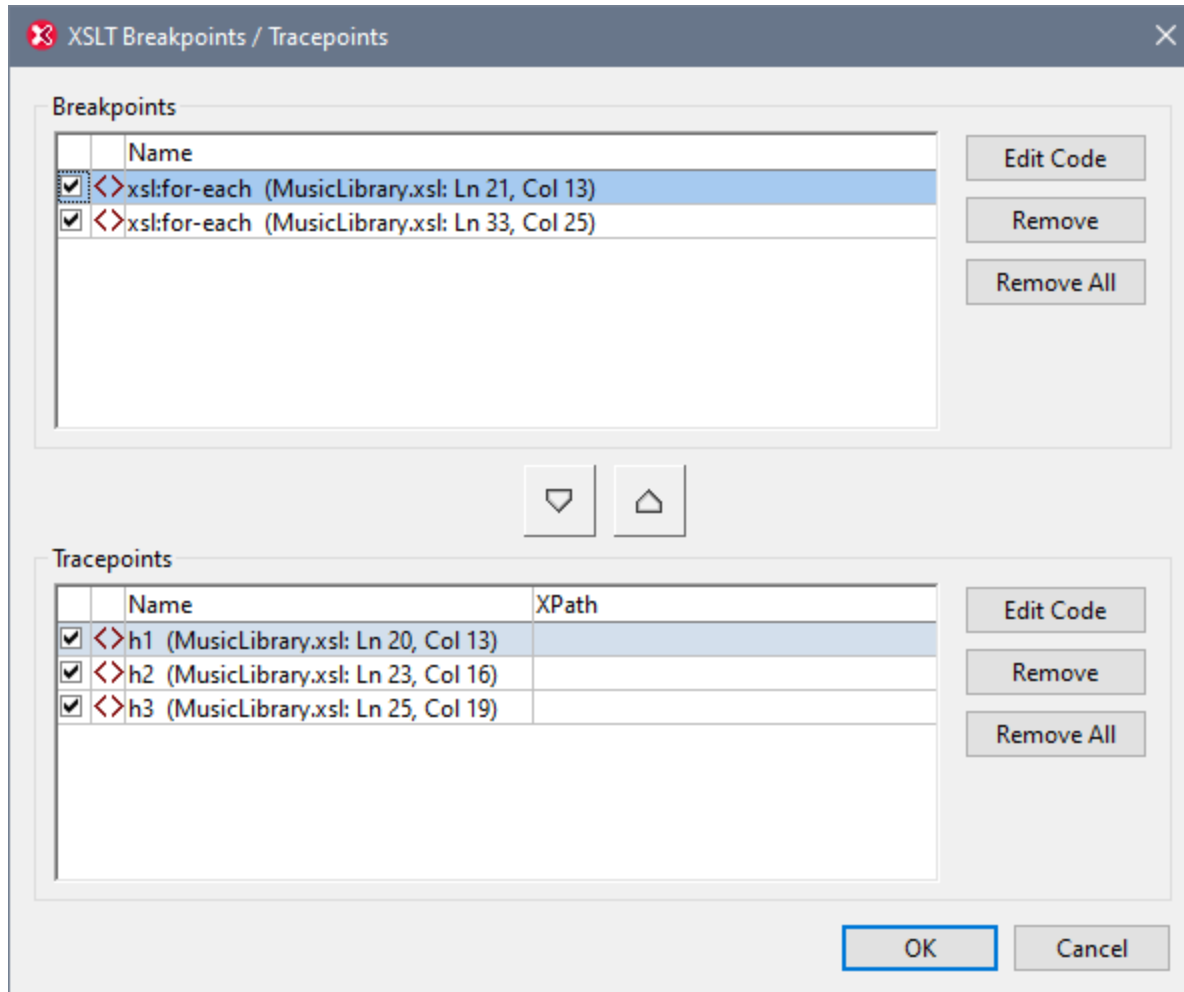 XSLT Breakpoints / Tracepoints
Breakpoints
Name
xsl:for-each (MusicLibrary.xsl: Ln 21, Col 13)
xsl:for-each (MusicLibrary.xsl: Ln 33, Col 25)
Edit Code
Remove
Remove All
Tracepoints
Name XPath
h1 (MusicLibrary.xsl: Ln 20, Col 13)
h2 (MusicLibrary.xsl: Ln 23, Col 16)
h3 (MusicLibrary.xsl: Ln 25, Col 19)
Edit Code
Remove
Remove All
OK Cancel